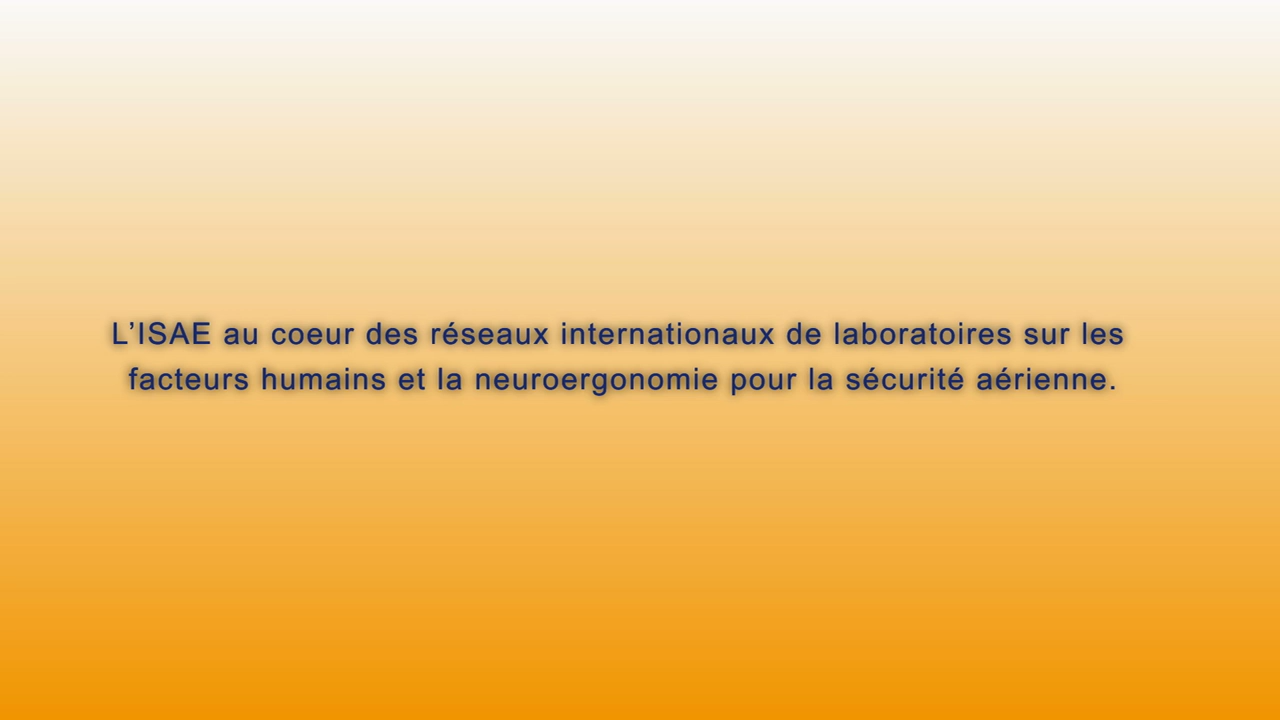 L’ISAE au coeur des réseaux internationaux de laboratoires sur les
facteurs humains et la neuroergonomie pour la sécurité aérienne.